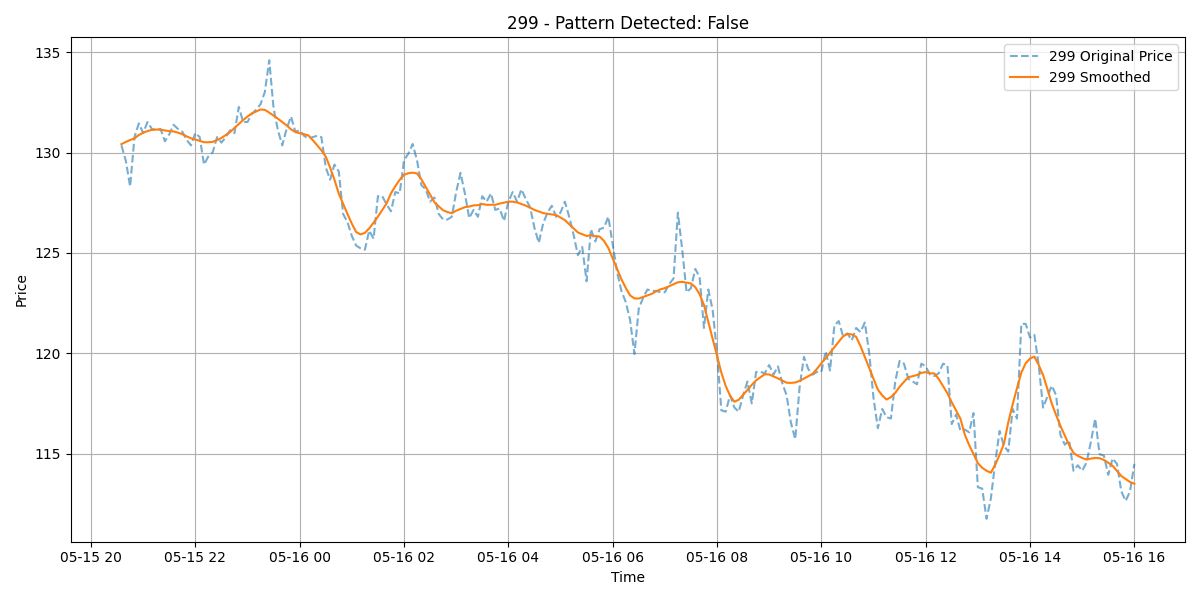 299 - Pattern Detected: False
299 Original Price
299 Smoothed
Price
135
130
125
120
115
05-15 20 05-15 22 05-16 00 05-16 02 05-16 04 05-16 06 05-16 08 05-16 10 05-16 12 05-16 14 05-16 16
Time